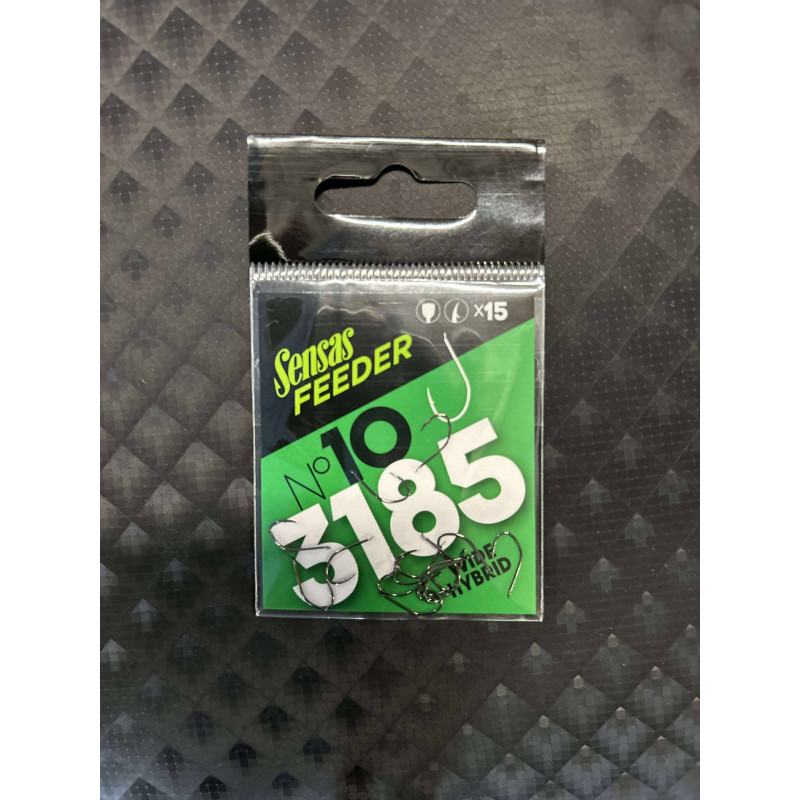 x15
Sensas
FEEDER
No10
3185
WIDE
HYBRID